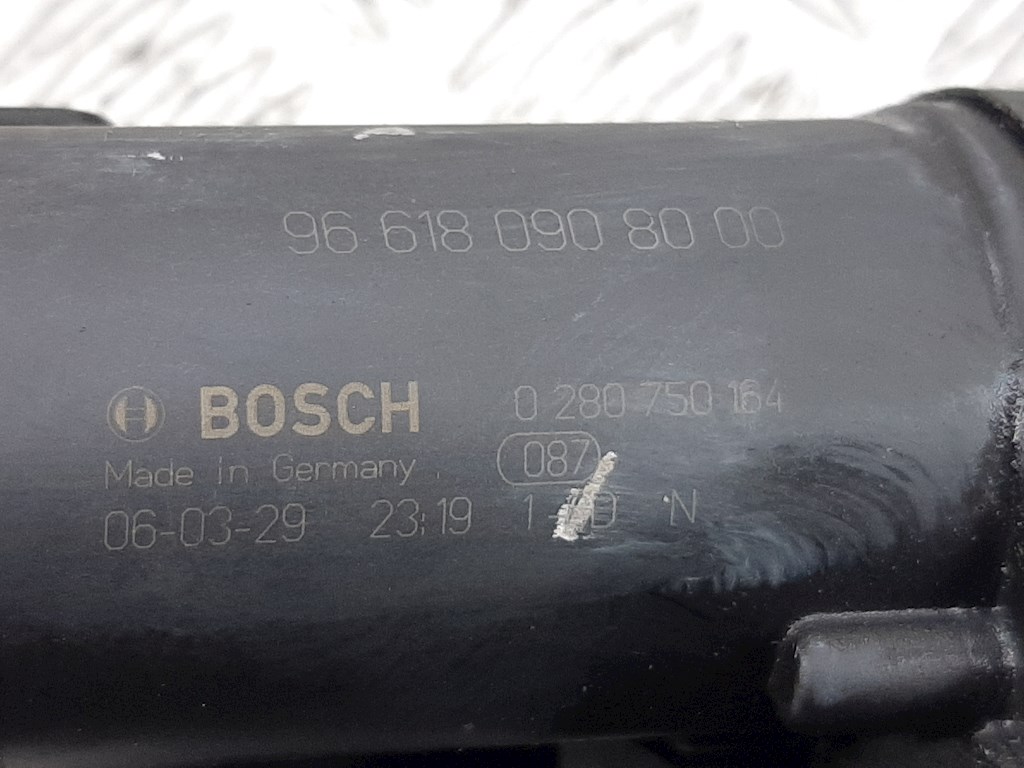 96 618 090 80 00
BOSCH 0 280 750 164
Made in Germany 087
06-03-29 23:19 1 D N